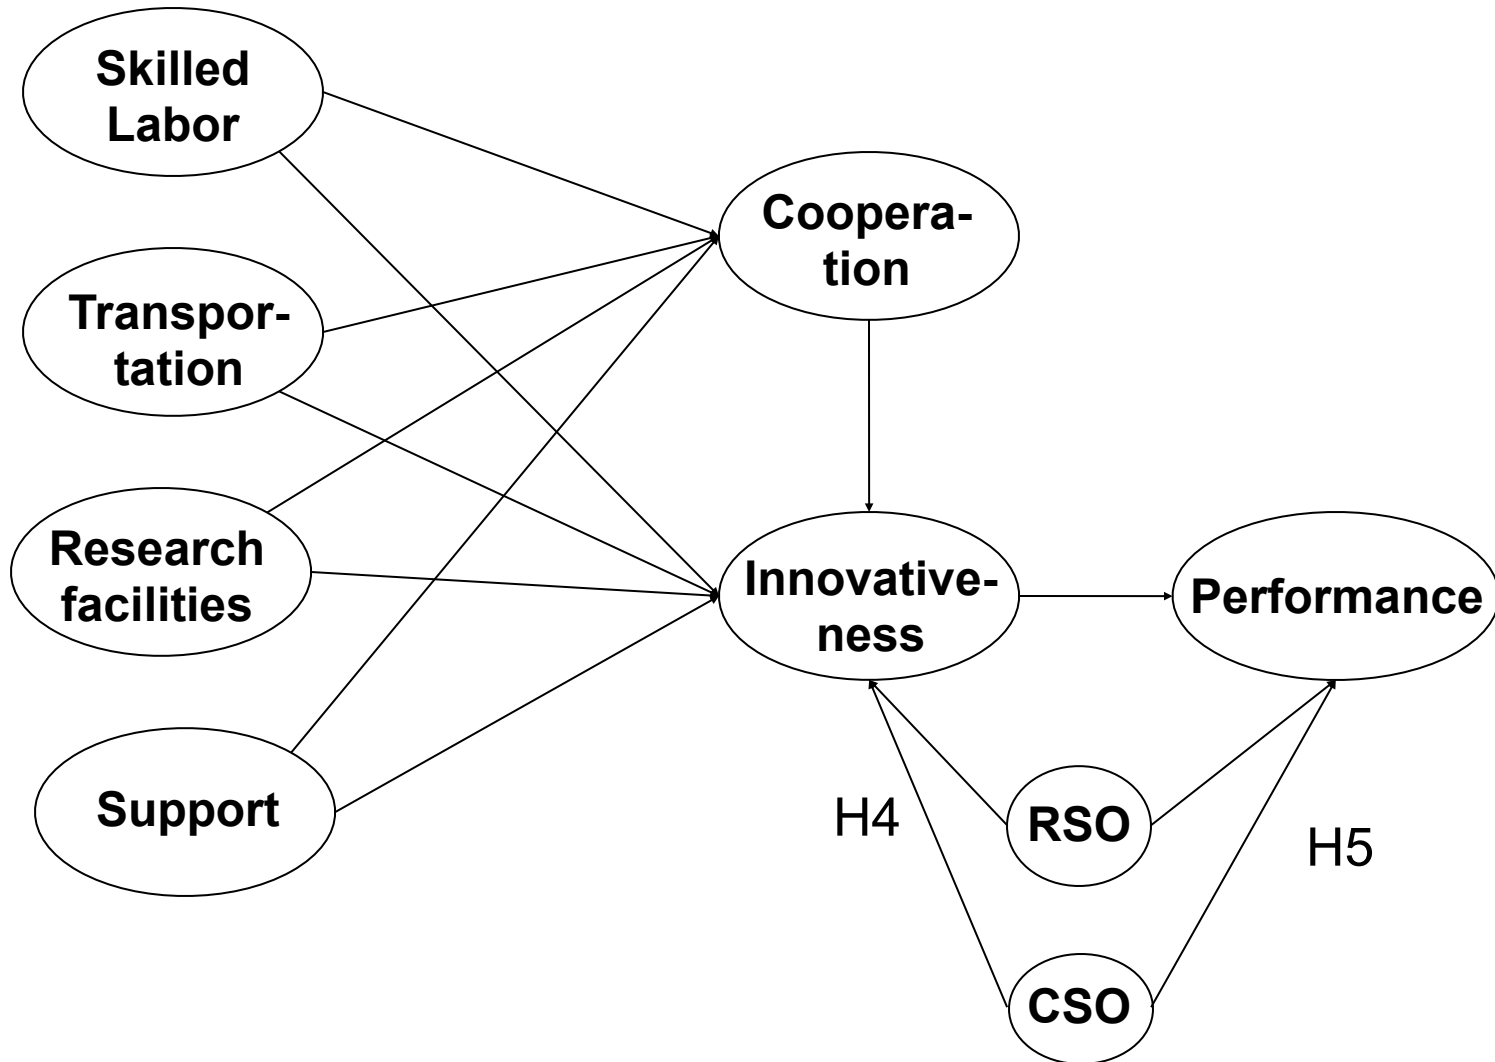 Skilled
Labor
Coopera-
tion
Transpor-
tation
Research
facilities
Innovative-
ness
Performance
Support
H4
RSO
H5
CSO